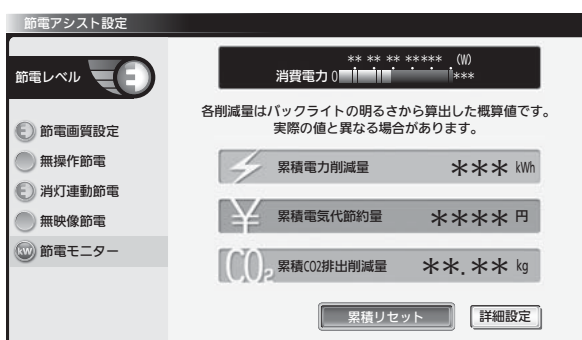 節電アシスト設定
節電レベル
節電画質設定
無操作節電
消灯連動節電
無映像節電
kW 節電モニター
** ** ** ***** (W)
消費電力 0 ***
各削減量はバックライトの明るさから算出した概算値です。
実際の値と異なる場合があります。
累積電力削減量 *** kWh
¥ 累積電気代節約量 **** 円
CO2 累積CO2排出削減量 **.** kg
累積リセット 詳細設定